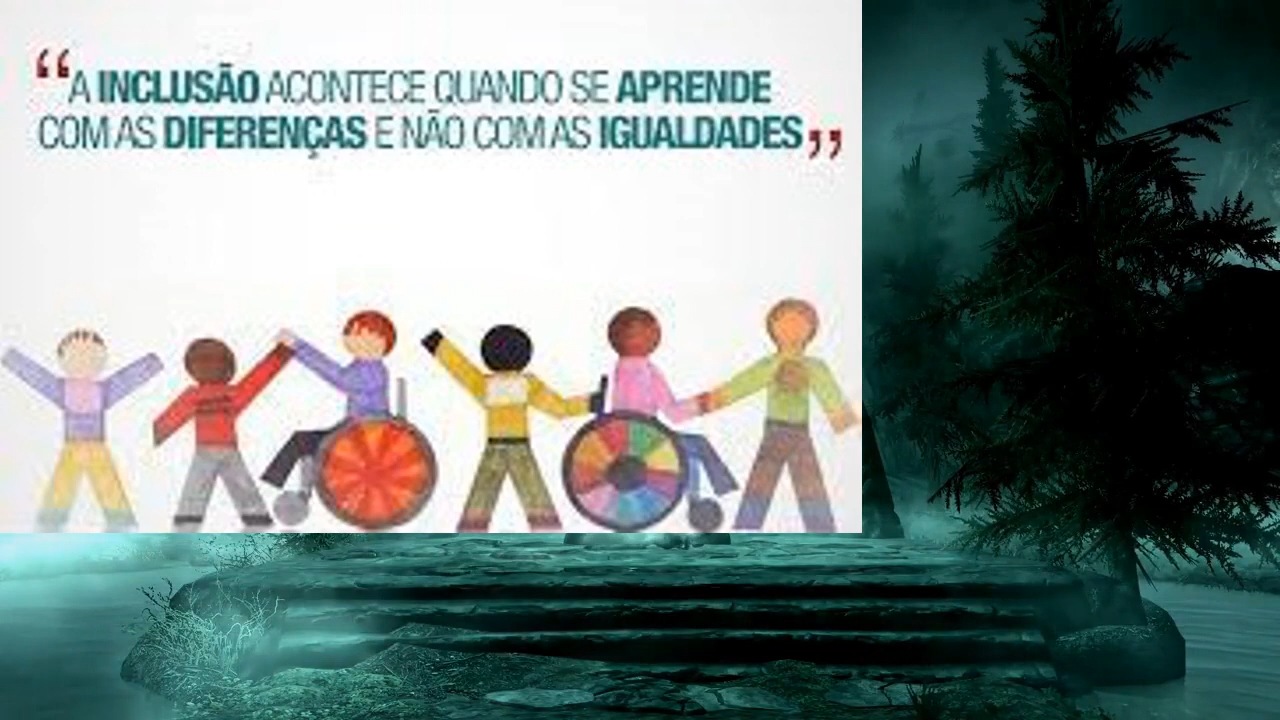 “A INCLUSÃO ACONTECE QUANDO SE APRENDE
COM AS DIFERENÇAS E NÃO COM AS IGUALDADES”